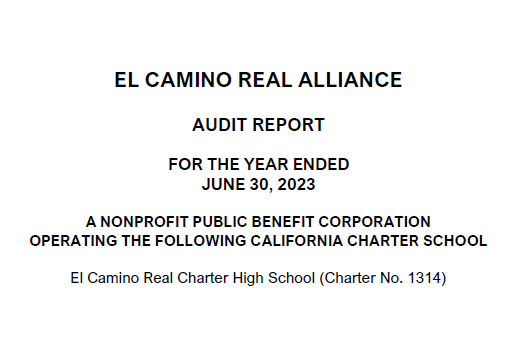 EL CAMINO REAL ALLIANCE
AUDIT REPORT
FOR THE YEAR ENDED
JUNE 30, 2023
A NONPROFIT PUBLIC BENEFIT CORPORATION
OPERATING THE FOLLOWING CALIFORNIA CHARTER SCHOOL
El Camino Real Charter High School (Charter No. 1314)